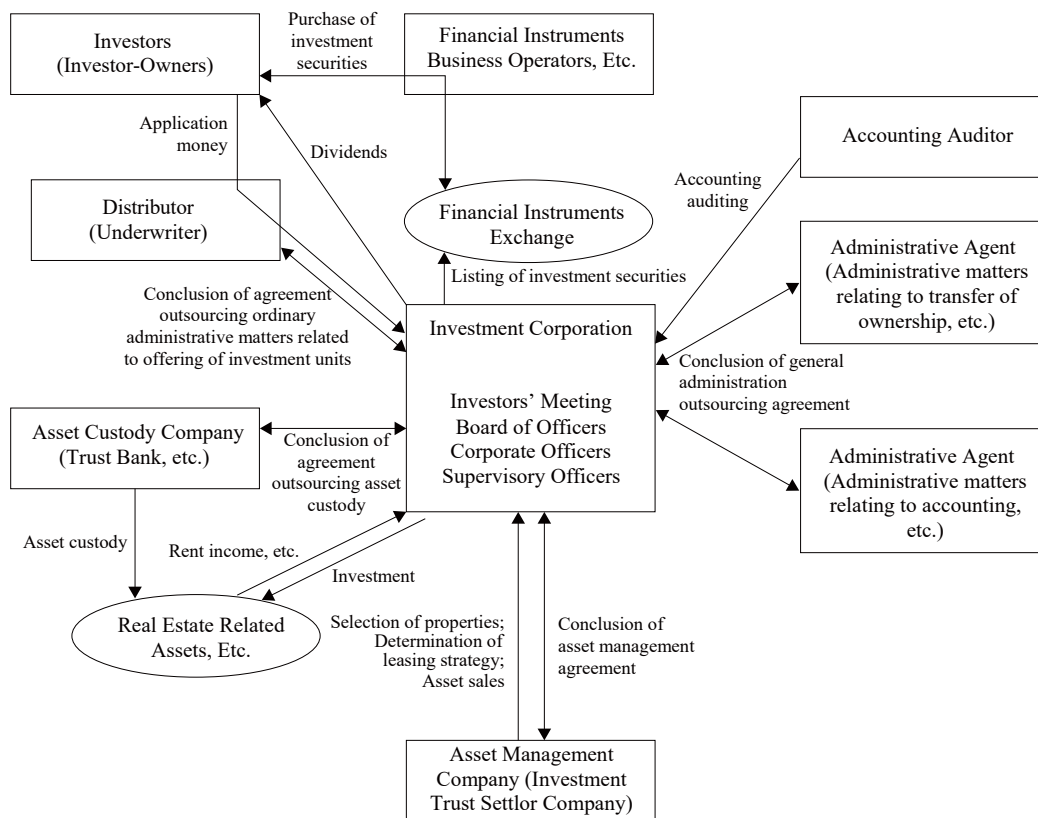 Investors
(Investor-Owners)
Purchase of
investment
securities
Financial Instruments
Business Operators, Etc.
Application
money
Dividends
Accounting Auditor
Accounting
auditing
Distributor
(Underwriter)
Financial Instruments
Exchange
Listing of investment securities
Administrative Agent
(Administrative matters
relating to transfer of
ownership, etc.)
Conclusion of agreement
outsourcing ordinary
administrative matters related
to offering of investment units
Investment Corporation
Investors’ Meeting
Board of Officers
Corporate Officers
Supervisory Officers
Conclusion of general
administration
outsourcing agreement
Asset Custody Company
(Trust Bank, etc.)
Conclusion of
agreement
outsourcing asset
custody
Administrative Agent
(Administrative matters
relating to accounting,
etc.)
Asset custody
Rent income, etc.
Investment
Real Estate Related
Assets, Etc.
Selection of properties;
Determination of
leasing strategy;
Asset sales
Conclusion of
asset management
agreement
Asset Management
Company (Investment
Trust Settlor Company)